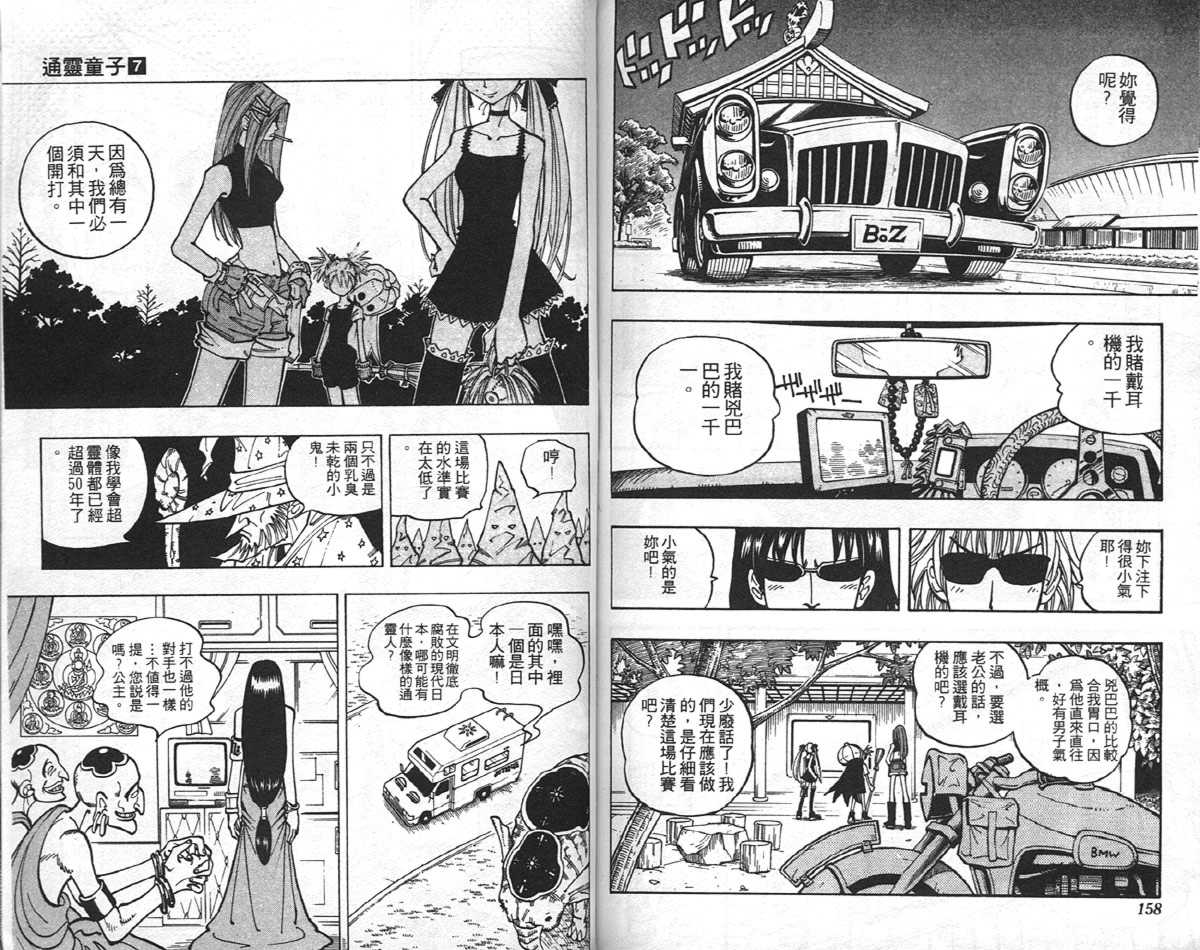 妳覺得
呢？
ドッドッドッ
BōZ
我賭戴耳
機的一千
。
我賭兇巴
巴的一千
一。
妳下注下
得很小氣
耶！
小氣的是
妳吧！
兇巴巴的比較
合我胃口，因
為他直來直往
，好有男子氣
概。
不過，要選
老公的話，
應該選戴耳
機的吧？
少廢話了！我
們現在應該做
的，是仔細看
清楚這場比賽
吧？
BMW
158
通靈童子7
因為總有一
天，我們必
須和其中一
個開打。
哼！
這場比賽
的水準實
在太低了
。
只不過是
兩個乳臭
未乾的小
鬼！
像我學會超
靈體都已經
超過50年了
。
嘿嘿，裡
面的其中
一個是日
本人嘛！
在文明徹底
腐敗的現代日
本，哪可能有
什麼像樣的通
靈人？
打不過他的
對手也一樣
…不值得一
提，您說是
嗎？公主。